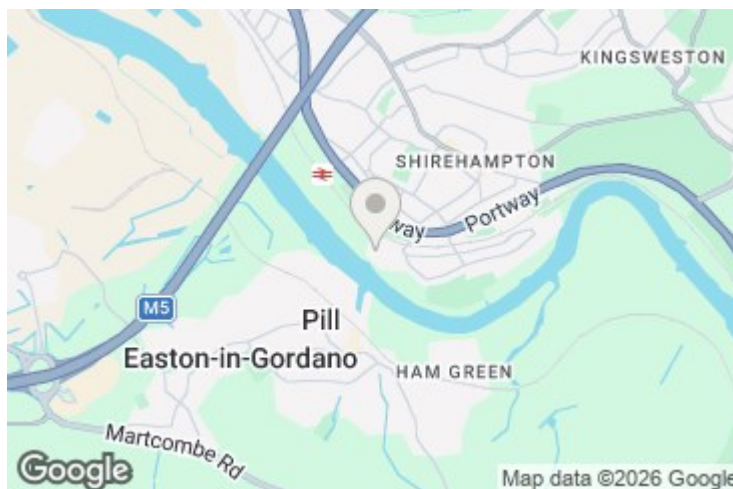 KINGSWESTON
SHIREHAMPTON
way
Portway
M5
Pill
Easton-in-Gordano
HAM GREEN
Martcombe Rd
Google
Map data ©2026 Google